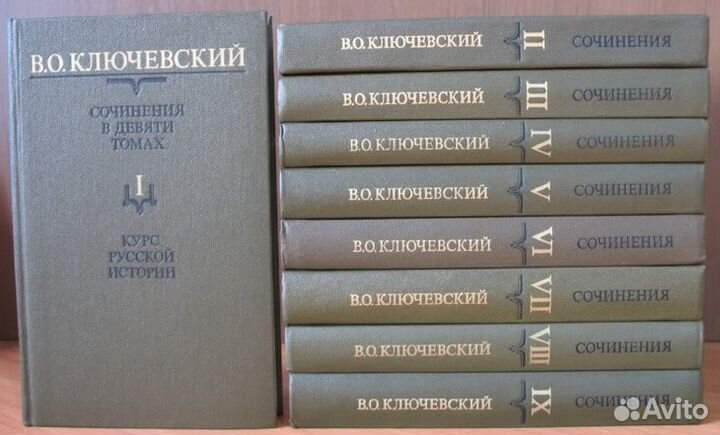 В.О.КЛЮЧЕВСКИЙ
СОЧИНЕНИЯ
В ДЕВЯТИ
ТОМАХ
I
КУРС
РУССКОЙ
ИСТОРИИ
В.О.КЛЮЧЕВСКИЙ II СОЧИНЕНИЯ
В.О.КЛЮЧЕВСКИЙ III СОЧИНЕНИЯ
В.О.КЛЮЧЕВСКИЙ IV СОЧИНЕНИЯ
В.О.КЛЮЧЕВСКИЙ V СОЧИНЕНИЯ
В.О.КЛЮЧЕВСКИЙ VI СОЧИНЕНИЯ
В.О.КЛЮЧЕВСКИЙ VII СОЧИНЕНИЯ
В.О.КЛЮЧЕВСКИЙ VIII СОЧИНЕНИЯ
В.О.КЛЮЧЕВСКИЙ IX СОЧИНЕНИЯ
Avito